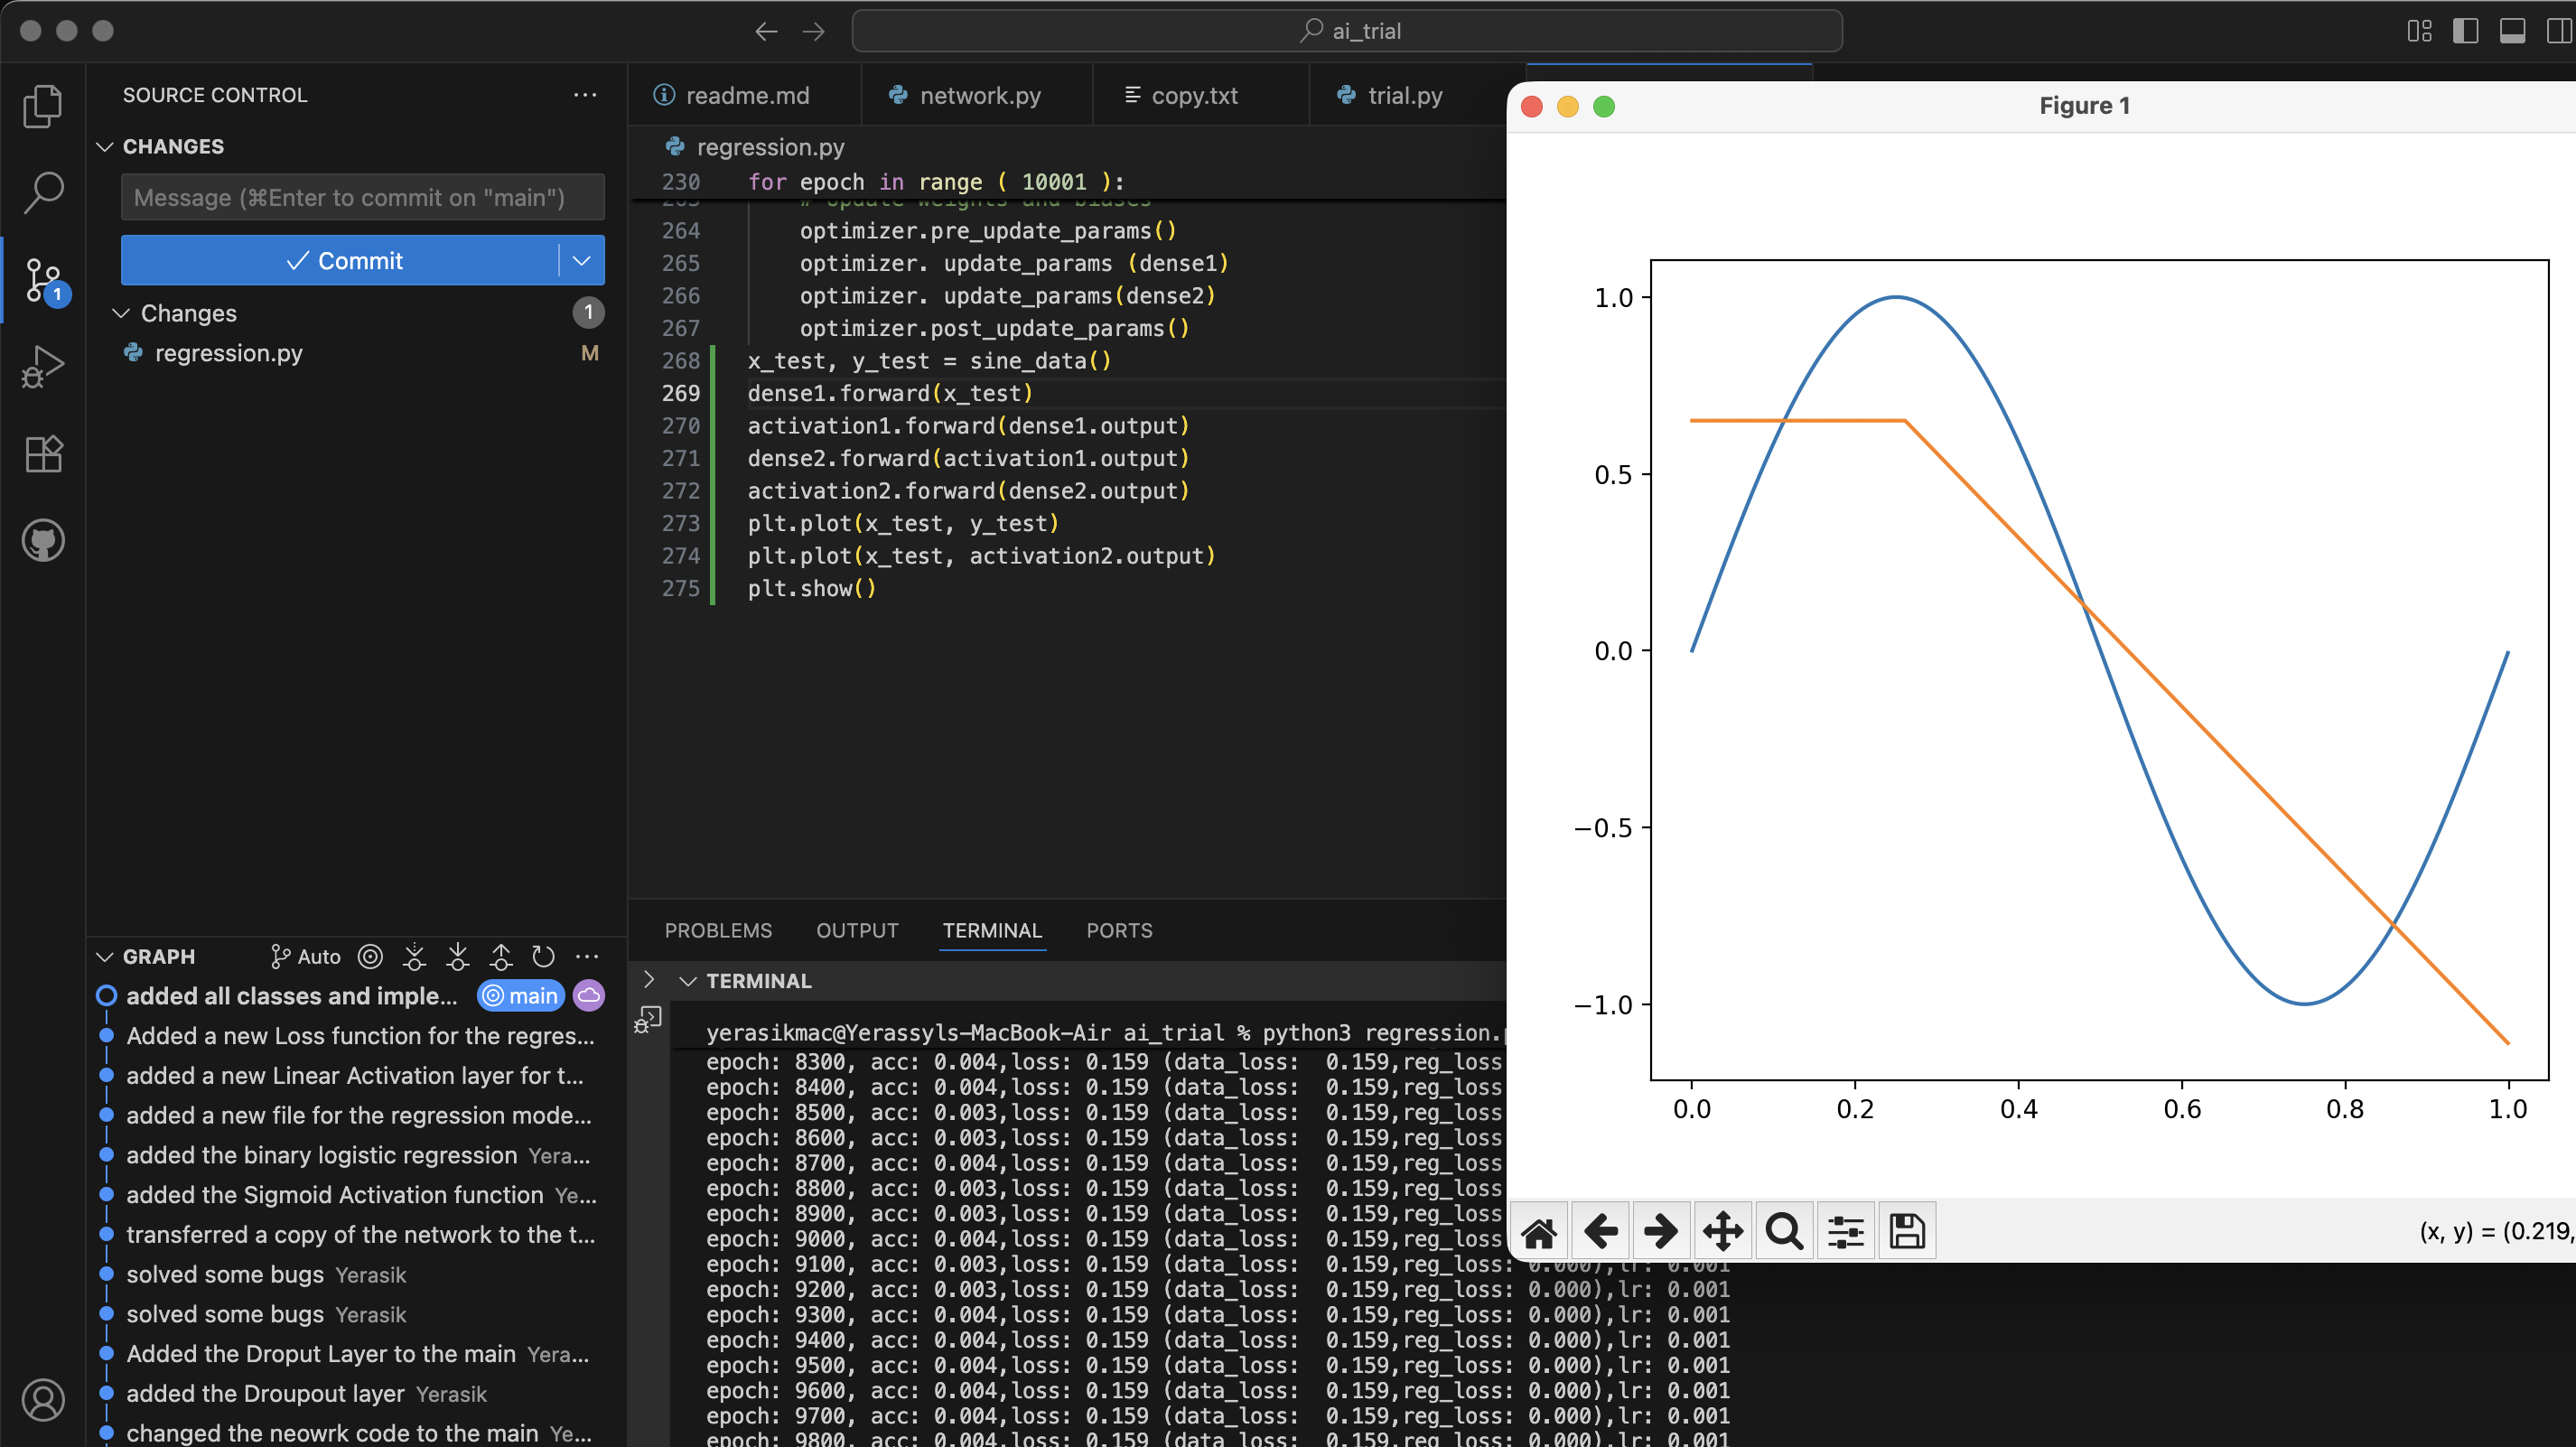 ai_trial
SOURCE CONTROL
CHANGES
Message (⌘Enter to commit on "main")
Commit
Changes 1
regression.py M
1
GRAPH Auto
added all classes and imple... main
Added a new Loss function for the regres...
added a new Linear Activation layer for t...
added a new file for the regression mode...
added the binary logistic regression Yera...
added the Sigmoid Activation function Ye...
transferred a copy of the network to the t...
solved some bugs Yerasik
solved some bugs Yerasik
Added the Droput Layer to the main Yera...
added the Droupout layer Yerasik
changed the neowrk code to the main Ye...
readme.md network.py copy.txt trial.py
regression.py
230 for epoch in range ( 10001 ):
# Update weights and biases
264 optimizer.pre_update_params()
265 optimizer. update_params (dense1)
266 optimizer. update_params(dense2)
267 optimizer.post_update_params()
268 x_test, y_test = sine_data()
269 dense1.forward(x_test)
270 activation1.forward(dense1.output)
271 dense2.forward(activation1.output)
272 activation2.forward(dense2.output)
273 plt.plot(x_test, y_test)
274 plt.plot(x_test, activation2.output)
275 plt.show()
PROBLEMS OUTPUT TERMINAL PORTS
TERMINAL
yerasikmac@Yerassyls-MacBook-Air ai_trial % python3 regression.
epoch: 8300, acc: 0.004,loss: 0.159 (data_loss: 0.159,reg_loss
epoch: 8400, acc: 0.004,loss: 0.159 (data_loss: 0.159,reg_loss
epoch: 8500, acc: 0.003,loss: 0.159 (data_loss: 0.159,reg_loss
epoch: 8600, acc: 0.003,loss: 0.159 (data_loss: 0.159,reg_loss
epoch: 8700, acc: 0.004,loss: 0.159 (data_loss: 0.159,reg_loss
epoch: 8800, acc: 0.003,loss: 0.159 (data_loss: 0.159,reg_loss
epoch: 8900, acc: 0.003,loss: 0.159 (data_loss: 0.159,reg_loss
epoch: 9000, acc: 0.004,loss: 0.159 (data_loss: 0.159,reg_loss
epoch: 9100, acc: 0.003,loss: 0.159 (data_loss: 0.159,reg_loss: 0.000),lr: 0.001
epoch: 9200, acc: 0.003,loss: 0.159 (data_loss: 0.159,reg_loss: 0.000),lr: 0.001
epoch: 9300, acc: 0.004,loss: 0.159 (data_loss: 0.159,reg_loss: 0.000),lr: 0.001
epoch: 9400, acc: 0.004,loss: 0.159 (data_loss: 0.159,reg_loss: 0.000),lr: 0.001
epoch: 9500, acc: 0.004,loss: 0.159 (data_loss: 0.159,reg_loss: 0.000),lr: 0.001
epoch: 9600, acc: 0.004,loss: 0.159 (data_loss: 0.159,reg_loss: 0.000),lr: 0.001
epoch: 9700, acc: 0.004,loss: 0.159 (data_loss: 0.159,reg_loss: 0.000),lr: 0.001
epoch: 9800, acc: 0.004,loss: 0.159 (data_loss: 0.159,reg_loss: 0.000),lr: 0.001
Figure 1
1.0
0.5
0.0
−0.5
−1.0
0.0 0.2 0.4 0.6 0.8 1.0
(x, y) = (0.219,